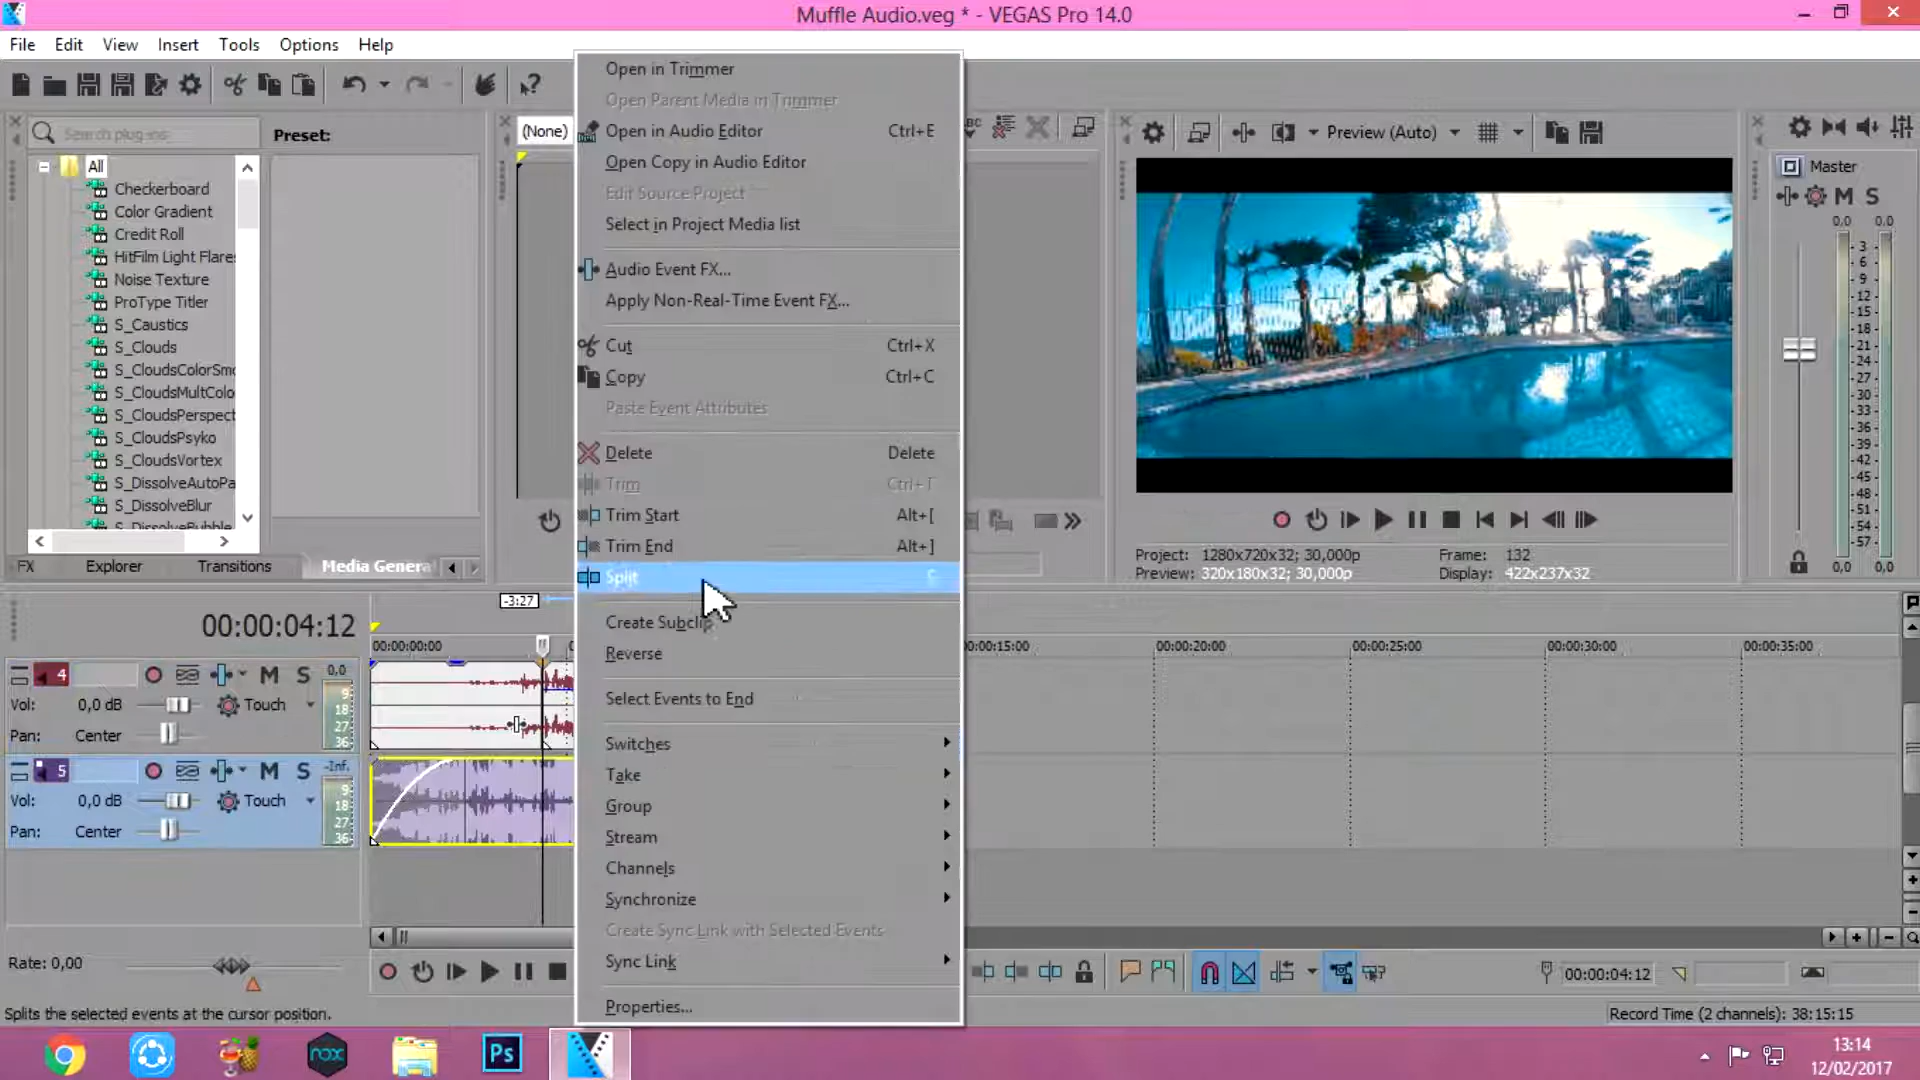 Muffle Audio.veg * - VEGAS Pro 14.0
File Edit View Insert Tools Options Help
Search plug-ins
Preset:
All
Checkerboard
Color Gradient
Credit Roll
HitFilm Light Flares
Noise Texture
ProType Titler
S_Caustics
S_Clouds
S_CloudsColorSmo
S_CloudsMultColo
S_CloudsPerspect
S_CloudsPsyko
S_CloudsVortex
S_DissolveAutoPa
S_DissolveBlur
S_DissolveBubble
FX Explorer Transitions Media Genera
(None)
Open in Trimmer
Open Parent Media in Trimmer
Open in Audio Editor Ctrl+E
Open Copy in Audio Editor
Edit Source Project
Select in Project Media list
Audio Event FX...
Apply Non-Real-Time Event FX...
Cut Ctrl+X
Copy Ctrl+C
Paste Event Attributes
Delete Delete
Trim Ctrl+T
Trim Start Alt+[
Trim End Alt+]
Split
Create Subclip
Reverse
Select Events to End
Switches
Take
Group
Stream
Channels
Synchronize
Create Sync Link with Selected Events
Sync Link
Properties...
Preview (Auto)
Project: 1280x720x32; 30,000p
Preview: 320x180x32; 30,000p
Frame: 132
Display: 422x237x32
Master
M S
0,0 0,0
3
6
9
12
15
18
21
24
27
30
33
36
39
42
45
48
51
54
57
0,0 0,0
00:00:04:12
-3:27
00:00:00:00
00:00:15:00 00:00:20:00 00:00:25:00 00:00:30:00 00:00:35:00
4 M S 0,0
Vol: 0,0 dB Touch
Pan: Center
9
18
27
36
5 M S -Inf.
Vol: 0,0 dB Touch
Pan: Center
9
18
27
36
Rate: 0,00
00:00:04:12
Splits the selected events at the cursor position.
Record Time (2 channels): 38:15:15
nox
Ps
13:14
12/02/2017